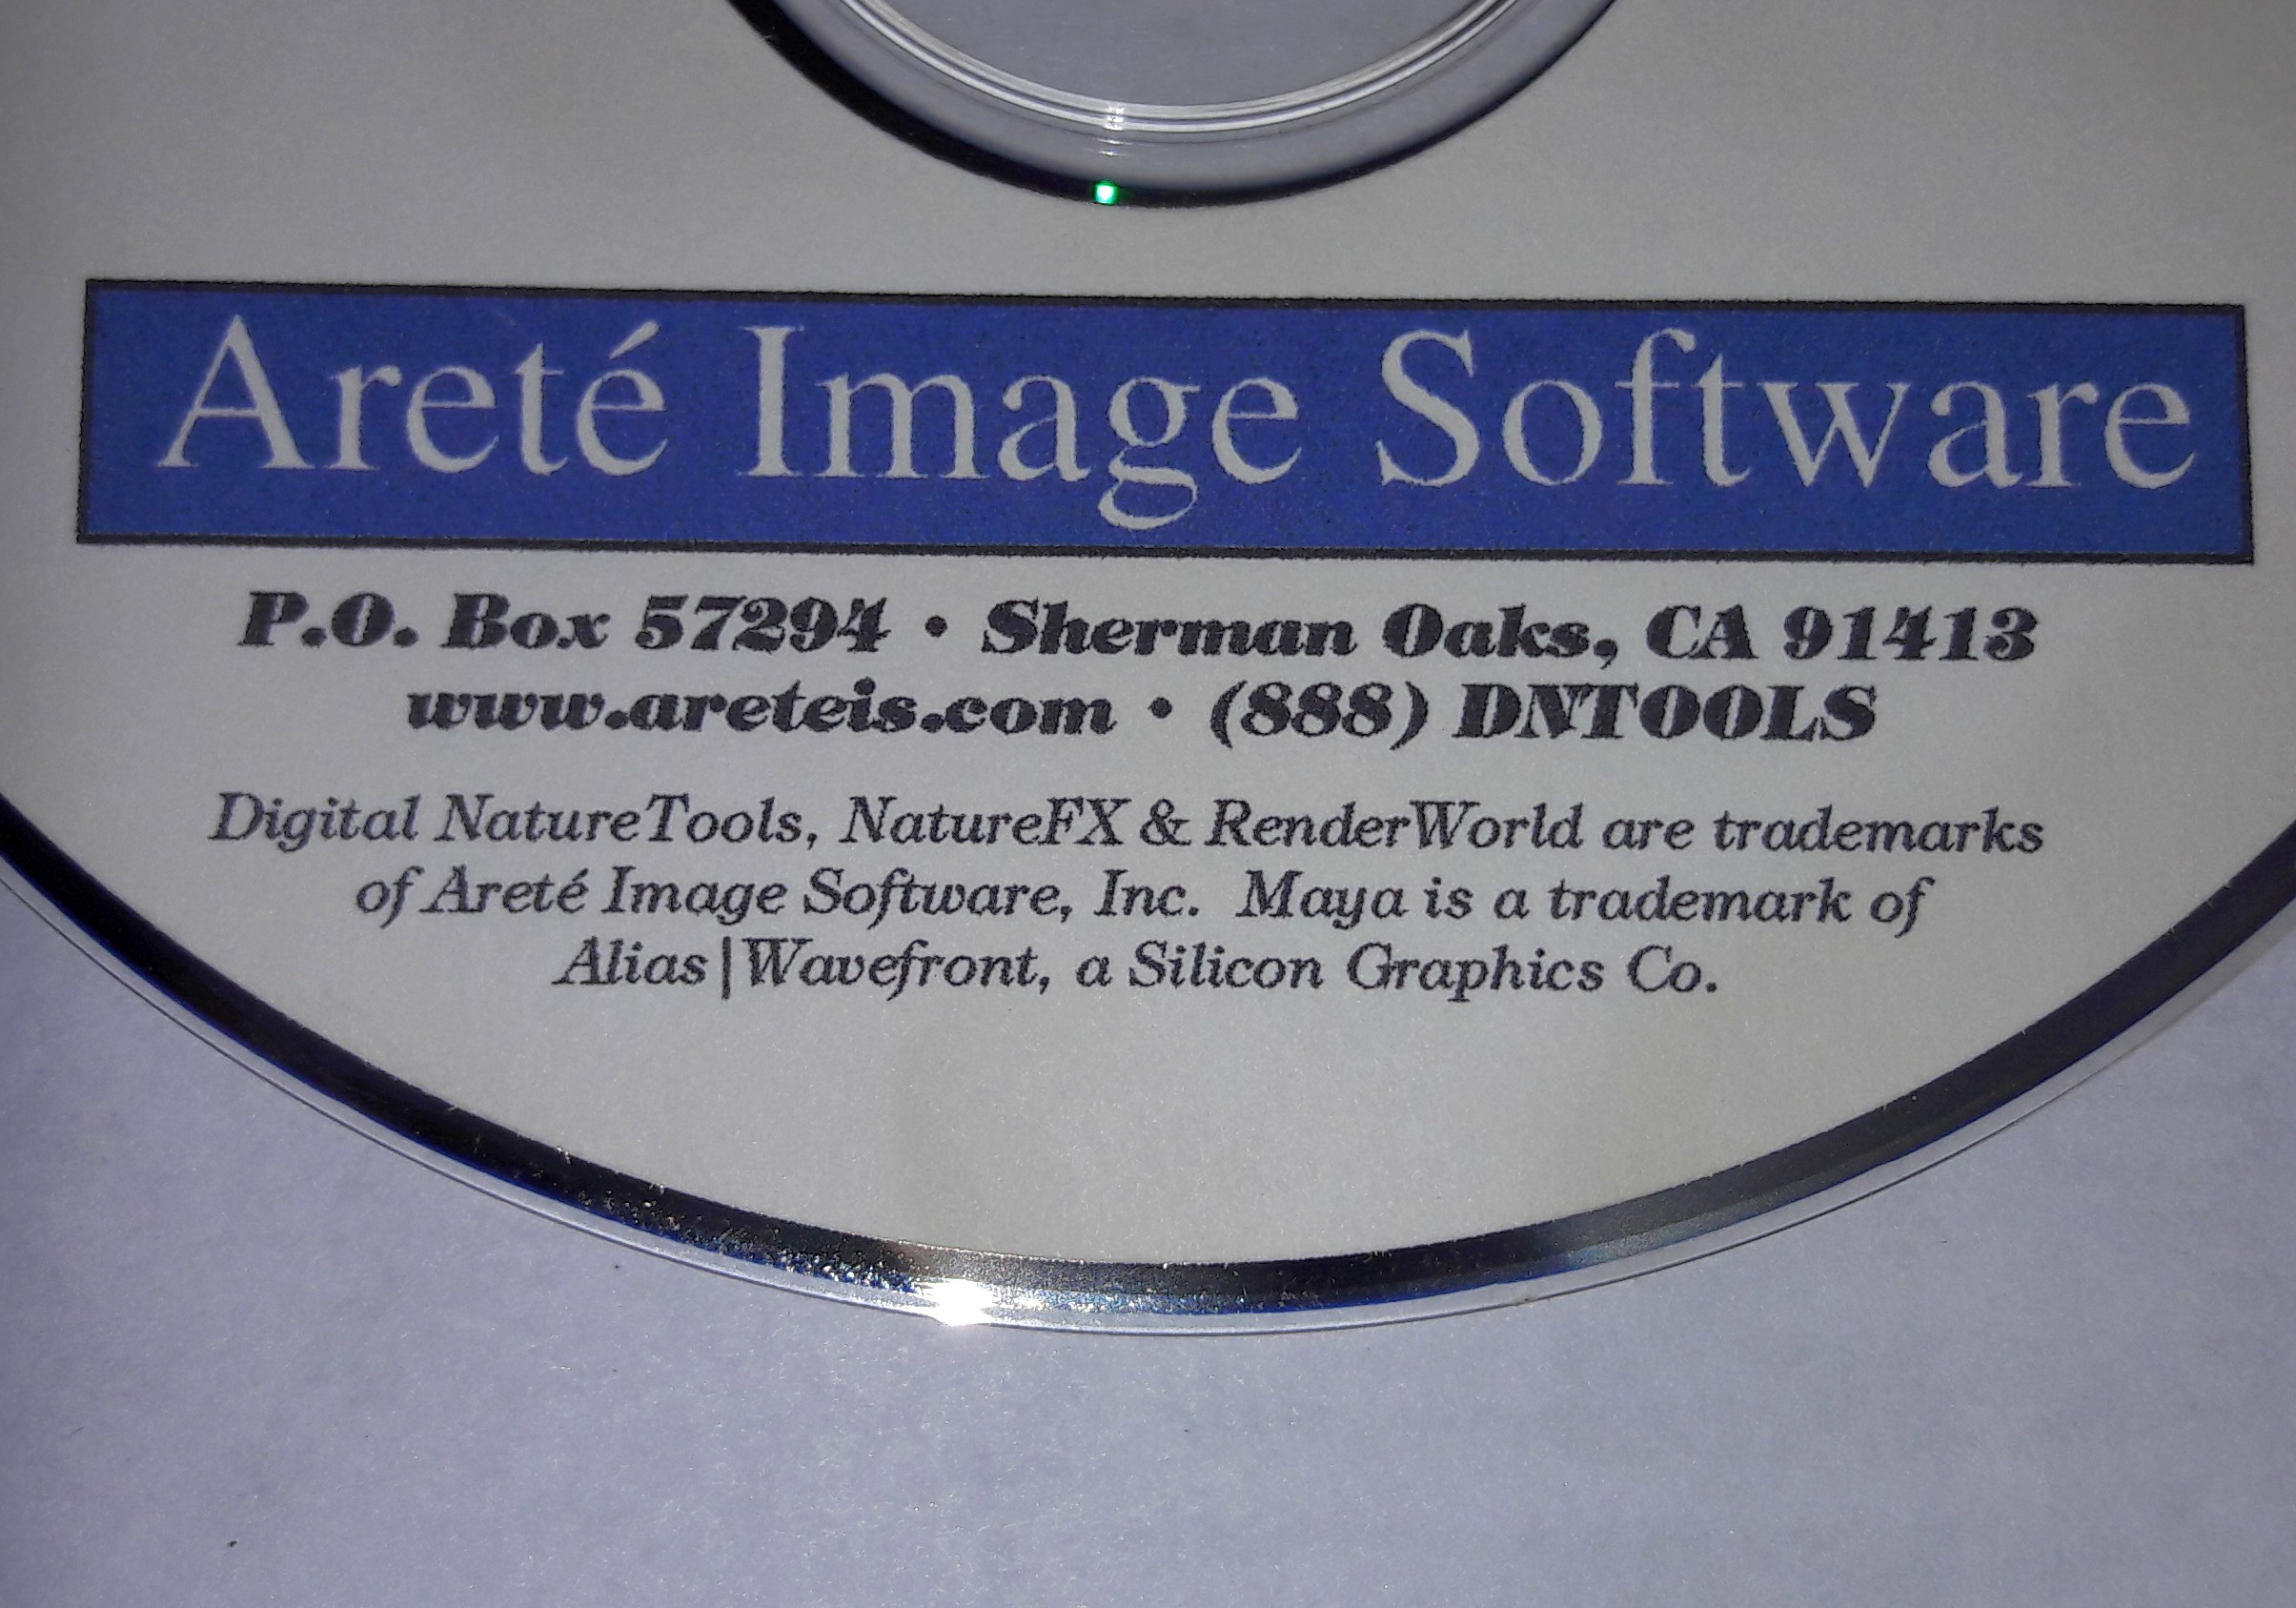 Areté Image Software
P.O. Box 57294 • Sherman Oaks, CA 91413
www.areteis.com • (888) DNTOOLS
Digital NatureTools, NatureFX & RenderWorld are trademarks
of Areté Image Software, Inc.  Maya is a trademark of
Alias|Wavefront, a Silicon Graphics Co.